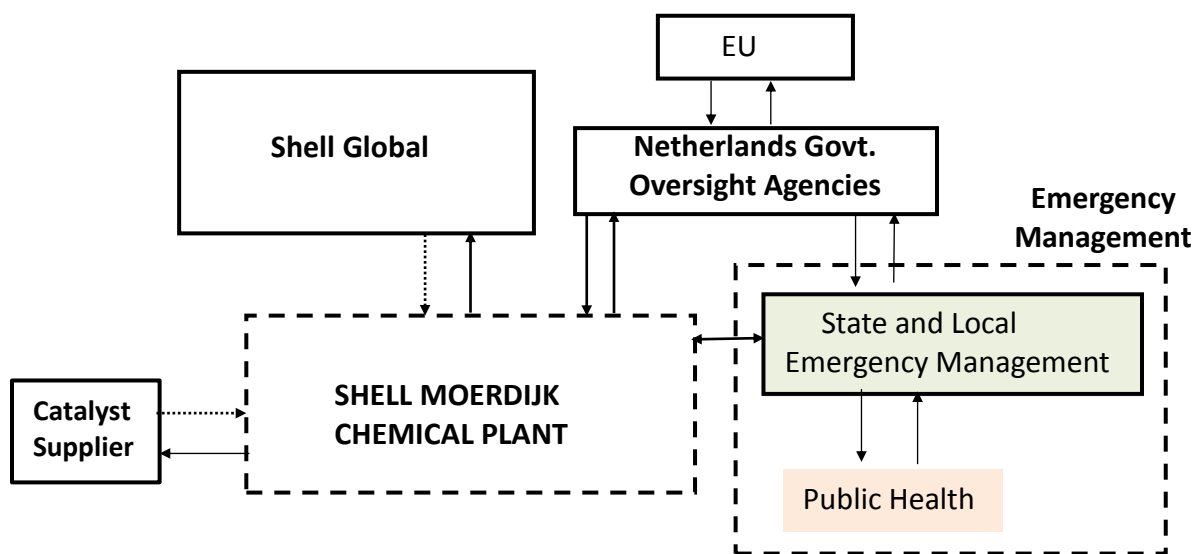 EU
Shell Global
Netherlands Govt.
Oversight Agencies
Emergency
Management
State and Local
Emergency Management
SHELL MOERDIJK
CHEMICAL PLANT
Catalyst
Supplier
Public Health